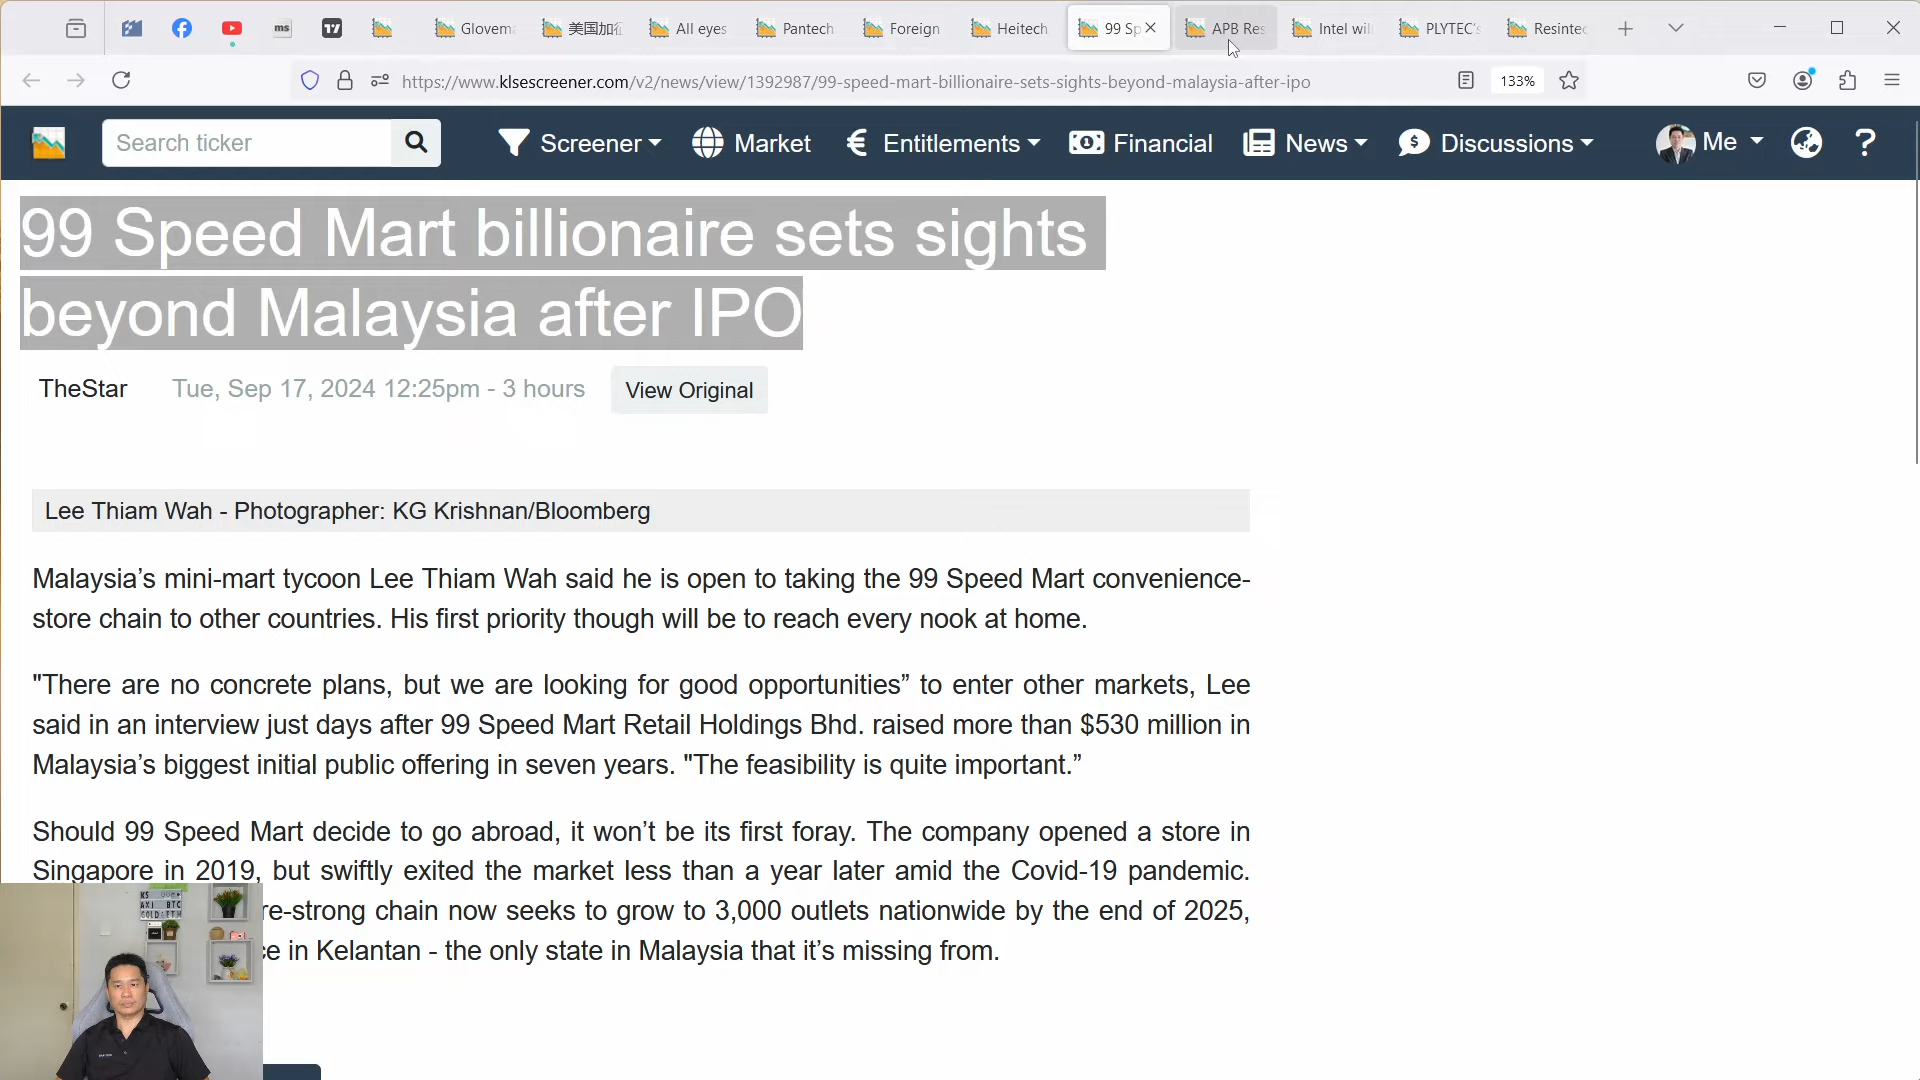 ms
Glovem
美国加征
All eyes
Pantech
Foreign
Heitech
99 Sp
APB Res
Intel will
PLYTEC's
Resintec
https://www.klsescreener.com/v2/news/view/1392987/99-speed-mart-billionaire-sets-sights-beyond-malaysia-after-ipo
133%
Search ticker
Screener
Market
Entitlements
Financial
News
Discussions
Me
?
99 Speed Mart billionaire sets sights
beyond Malaysia after IPO
TheStar Tue, Sep 17, 2024 12:25pm - 3 hours View Original
Lee Thiam Wah - Photographer: KG Krishnan/Bloomberg
Malaysia’s mini-mart tycoon Lee Thiam Wah said he is open to taking the 99 Speed Mart convenience-
store chain to other countries. His first priority though will be to reach every nook at home.
"There are no concrete plans, but we are looking for good opportunities” to enter other markets, Lee
said in an interview just days after 99 Speed Mart Retail Holdings Bhd. raised more than $530 million in
Malaysia’s biggest initial public offering in seven years. "The feasibility is quite important.”
Should 99 Speed Mart decide to go abroad, it won’t be its first foray. The company opened a store in
Singapore in 2019, but swiftly exited the market less than a year later amid the Covid-19 pandemic.
re-strong chain now seeks to grow to 3,000 outlets nationwide by the end of 2025,
ce in Kelantan - the only state in Malaysia that it’s missing from.